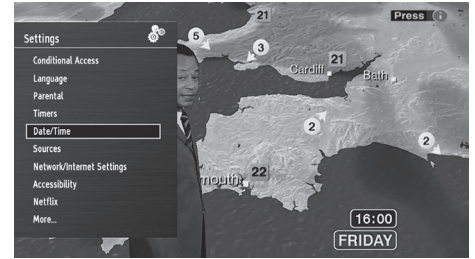 Settings
Conditional Access
Language
Parental
Timers
Date/Time
Sources
Network/Internet Settings
Accessibility
Netflix
More...
21
Press i
5
3
21
Cardiff
Bath
2
2
22
mouth
16:00
FRIDAY